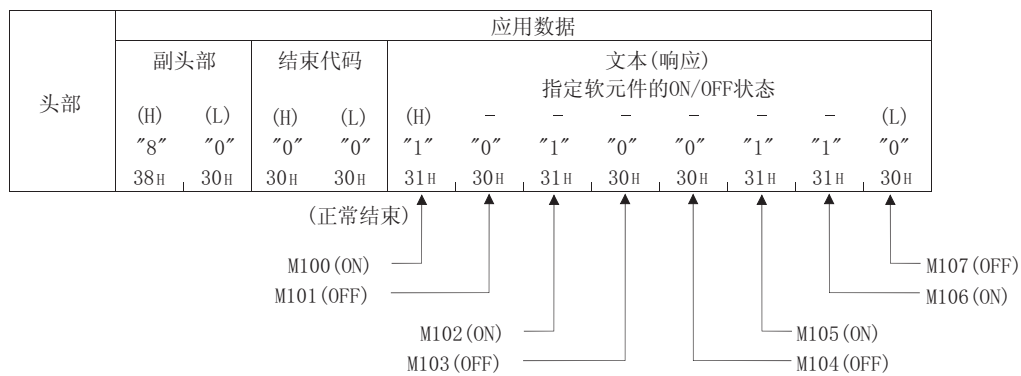 应用数据
头部
副头部 结束代码 文本(响应)
指定软元件的ON/OFF状态
(H) (L) (H) (L) (H) - - - - - - (L)
"8" "0" "0" "0" "1" "0" "1" "0" "0" "1" "1" "0"
38H 30H 30H 30H 31H 30H 31H 30H 30H 31H 31H 30H
(正常结束)
M100(ON) M107(OFF)
M101(OFF) M106(ON)
M102(ON) M105(ON)
M103(OFF) M104(OFF)